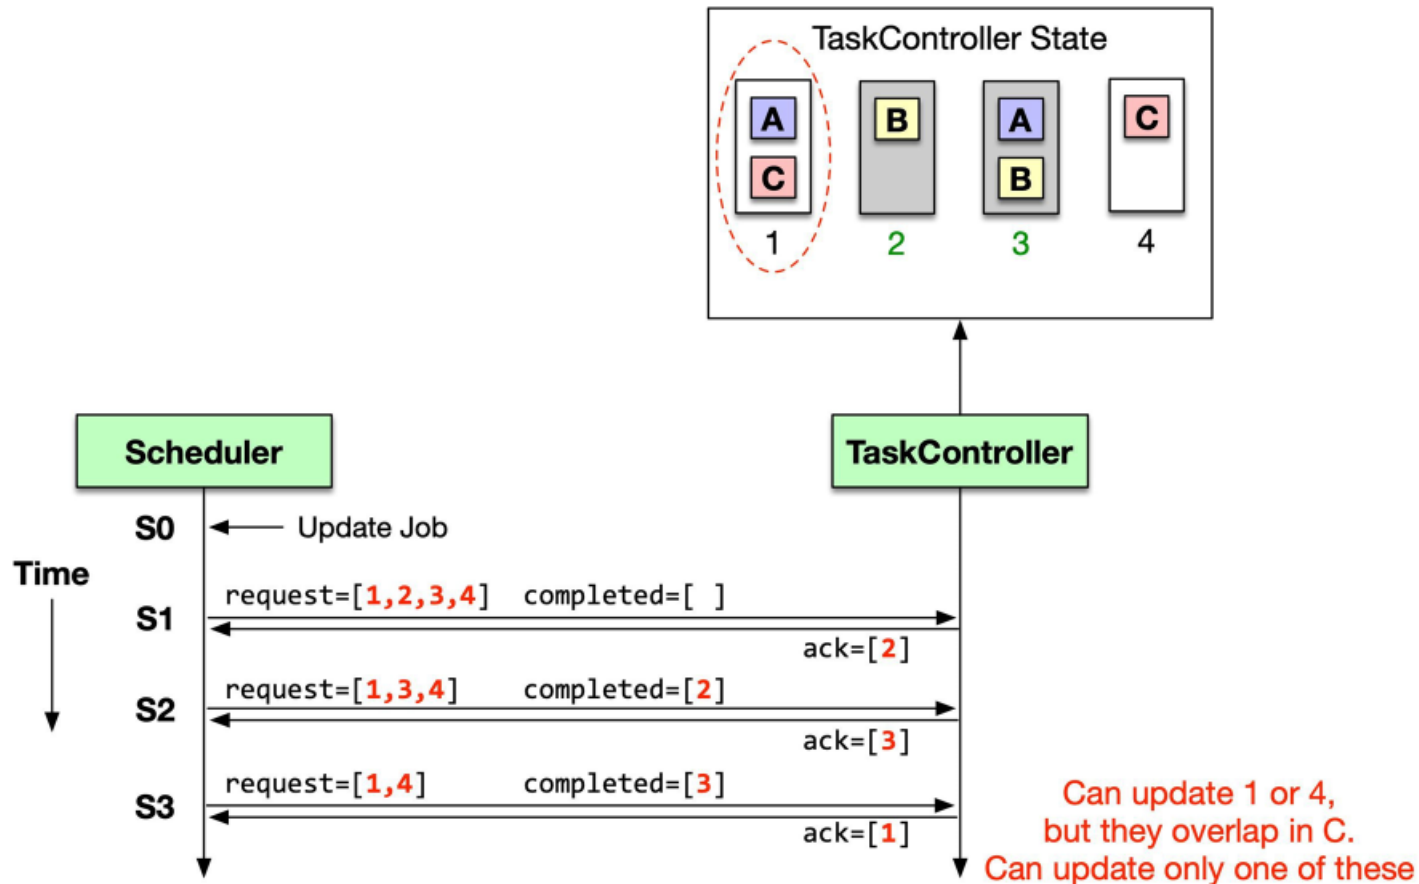 TaskController State
A
B
A
C
C
B
1
2
3
4
Scheduler
TaskController
S0
Update Job
Time
request=[1,2,3,4] completed=[ ]
S1
ack=[2]
request=[1,3,4] completed=[2]
S2
ack=[3]
request=[1,4] completed=[3]
S3
ack=[1]
Can update 1 or 4,
but they overlap in C.
Can update only one of these